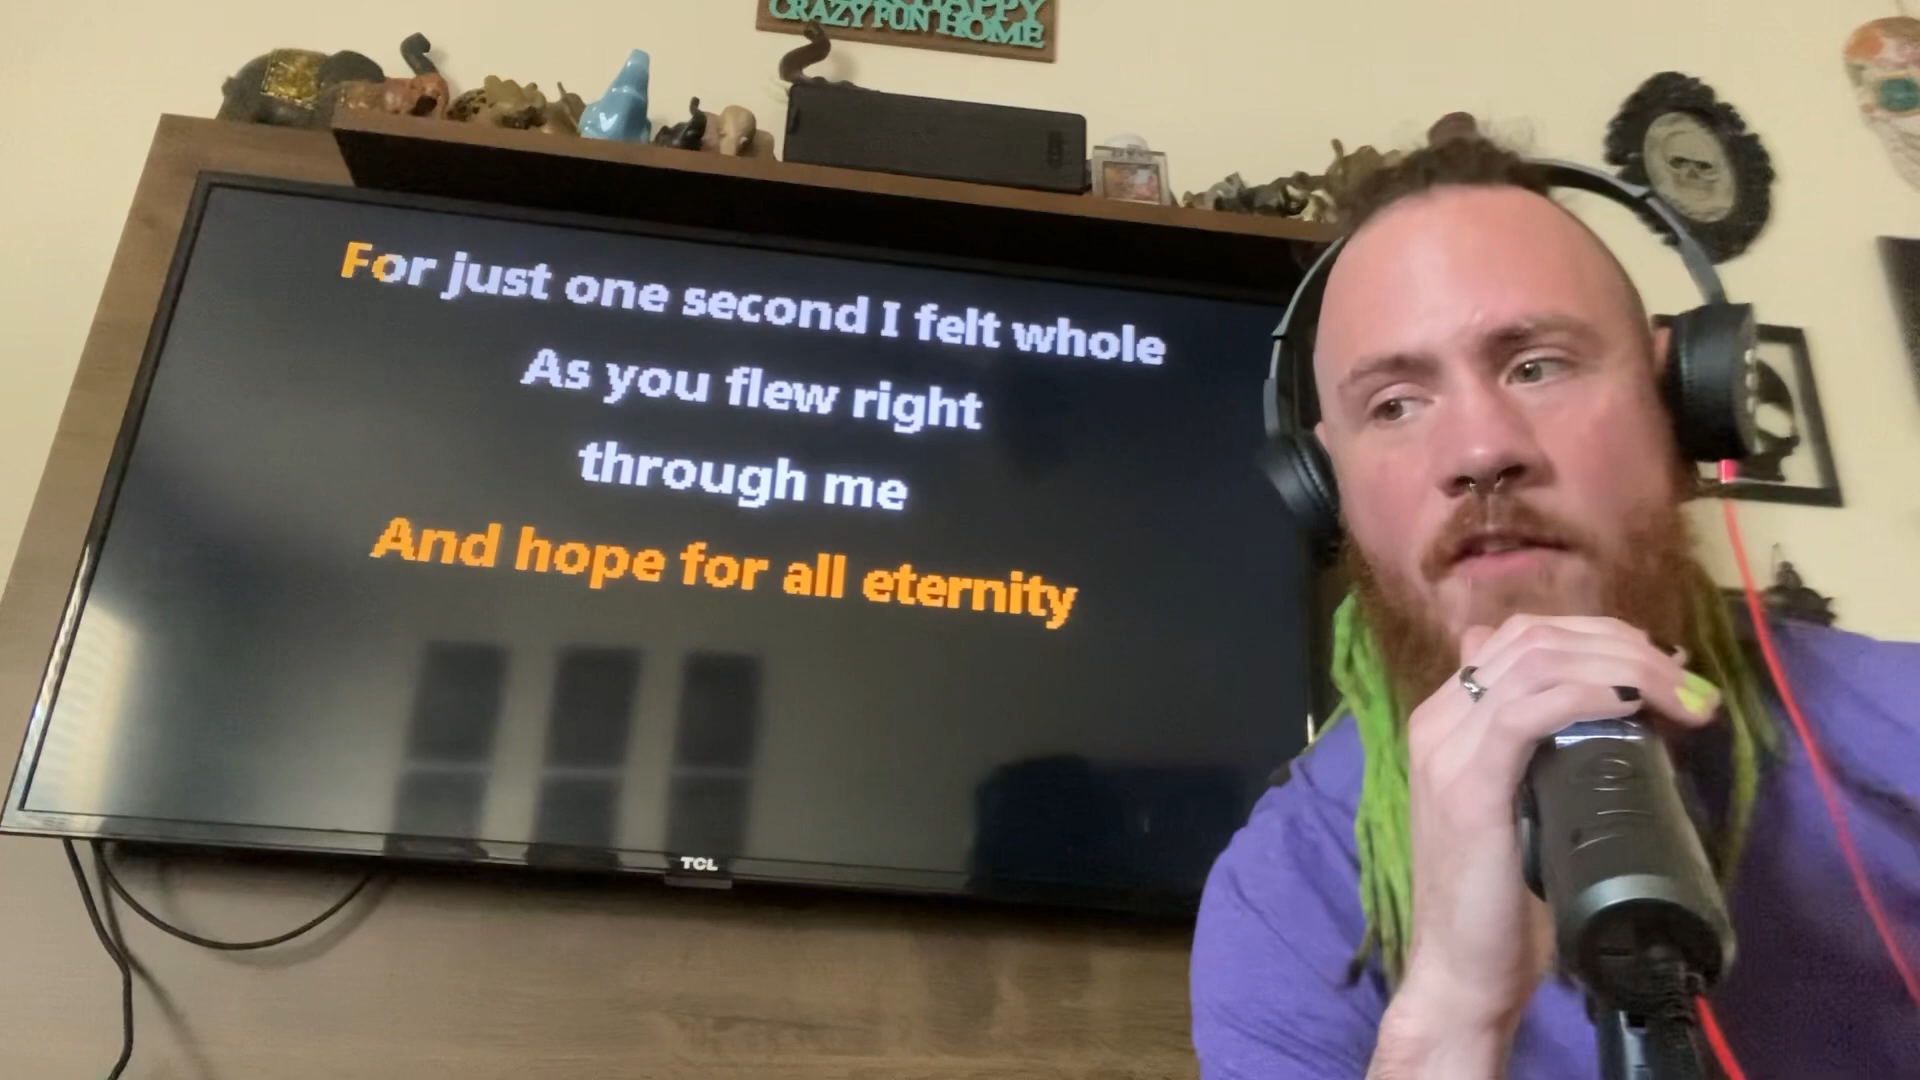 HAPPY
CRAZY FUN HOME
For just one second I felt whole
As you flew right
through me
And hope for all eternity
TCL